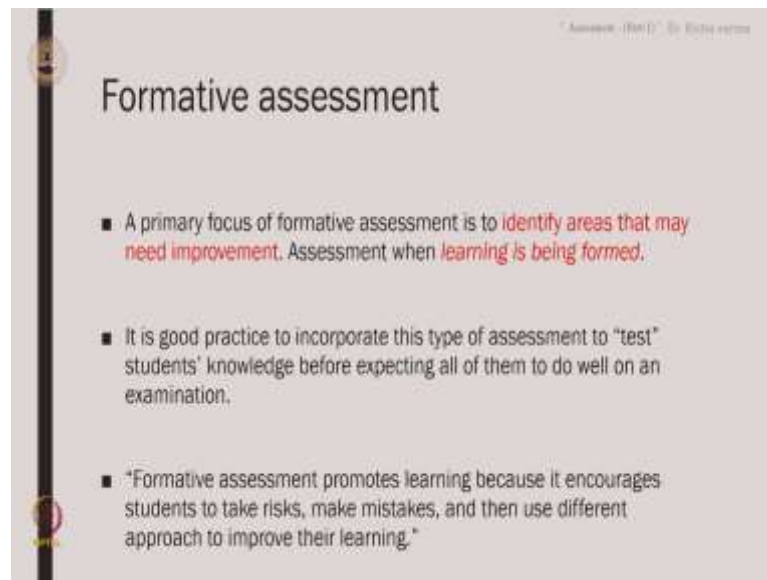 Formative assessment
■ A primary focus of formative assessment is to identify areas that may
need improvement. Assessment when learning is being formed.
■ It is good practice to incorporate this type of assessment to “test”
students’ knowledge before expecting all of them to do well on an
examination.
■ “Formative assessment promotes learning because it encourages
students to take risks, make mistakes, and then use different
approach to improve their learning.”